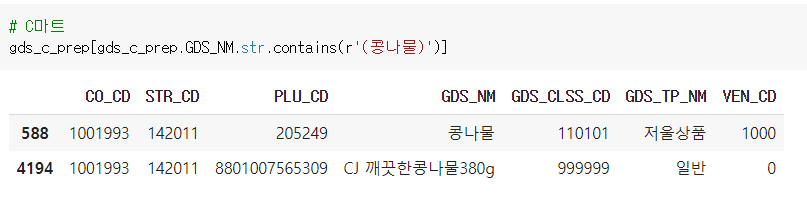 # C마트
gds_c_prep[gds_c_prep.GDS_NM.str.contains(r'(콩나물)')]
CO_CD STR_CD PLU_CD GDS_NM GDS_CLSS_CD GDS_TP_NM VEN_CD
588 1001993 142011 205249 콩나물 110101 저울상품 1000
4194 1001993 142011 8801007565309 CJ 깨끗한콩나물380g 999999 일반 0